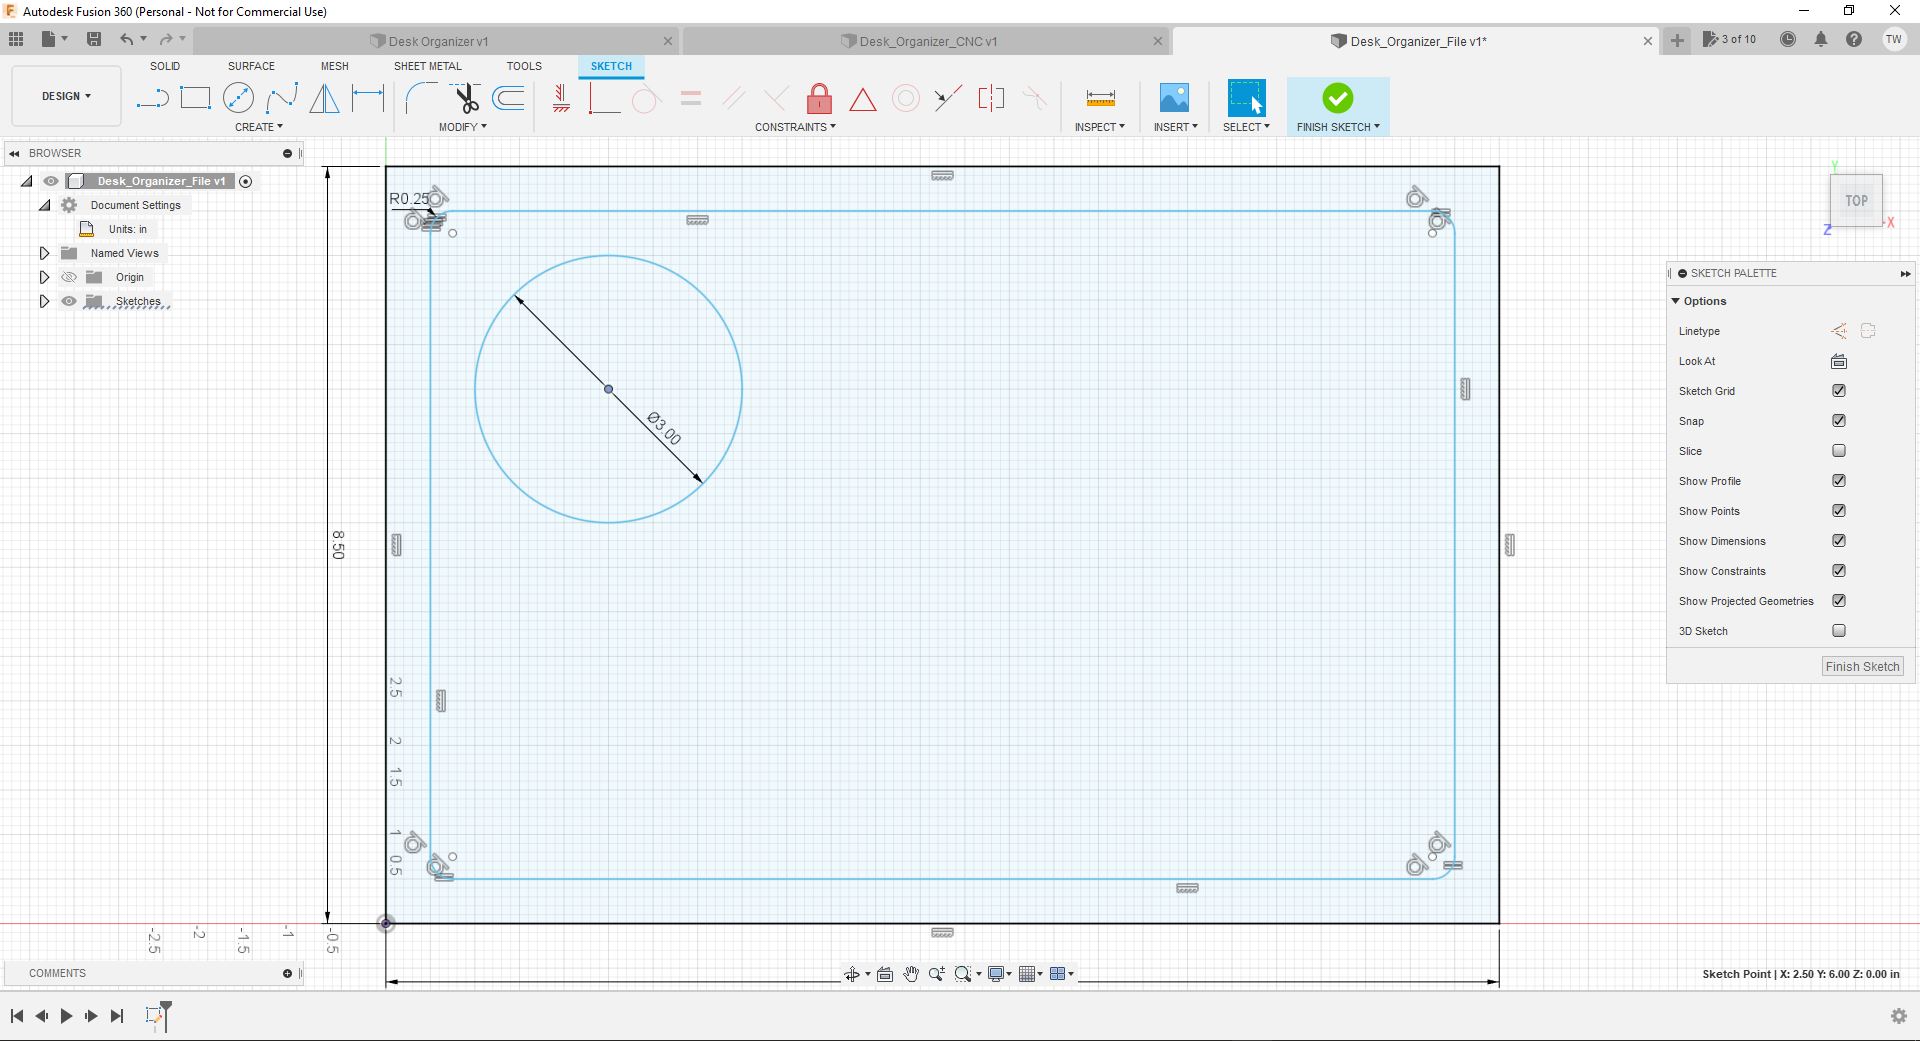 Autodesk Fusion 360 (Personal - Not for Commercial Use)
Desk Organizer v1
Desk_Organizer_CNC v1
Desk_Organizer_File v1*
3 of 10
TW
DESIGN
SOLID
SURFACE
MESH
SHEET METAL
TOOLS
SKETCH
CREATE
MODIFY
CONSTRAINTS
INSPECT
INSERT
SELECT
FINISH SKETCH
BROWSER
Desk_Organizer_File v1
Document Settings
Units: in
Named Views
Origin
Sketches
R0.25
Ø3.00
8.50
2.5
2
1.5
1
0.5
-2.5
-2
-1.5
-1
-0.5
Y
TOP
Z
X
SKETCH PALETTE
Options
Linetype
Look At
Sketch Grid
Snap
Slice
Show Profile
Show Points
Show Dimensions
Show Constraints
Show Projected Geometries
3D Sketch
Finish Sketch
COMMENTS
Sketch Point | X: 2.50 Y: 6.00 Z: 0.00 in